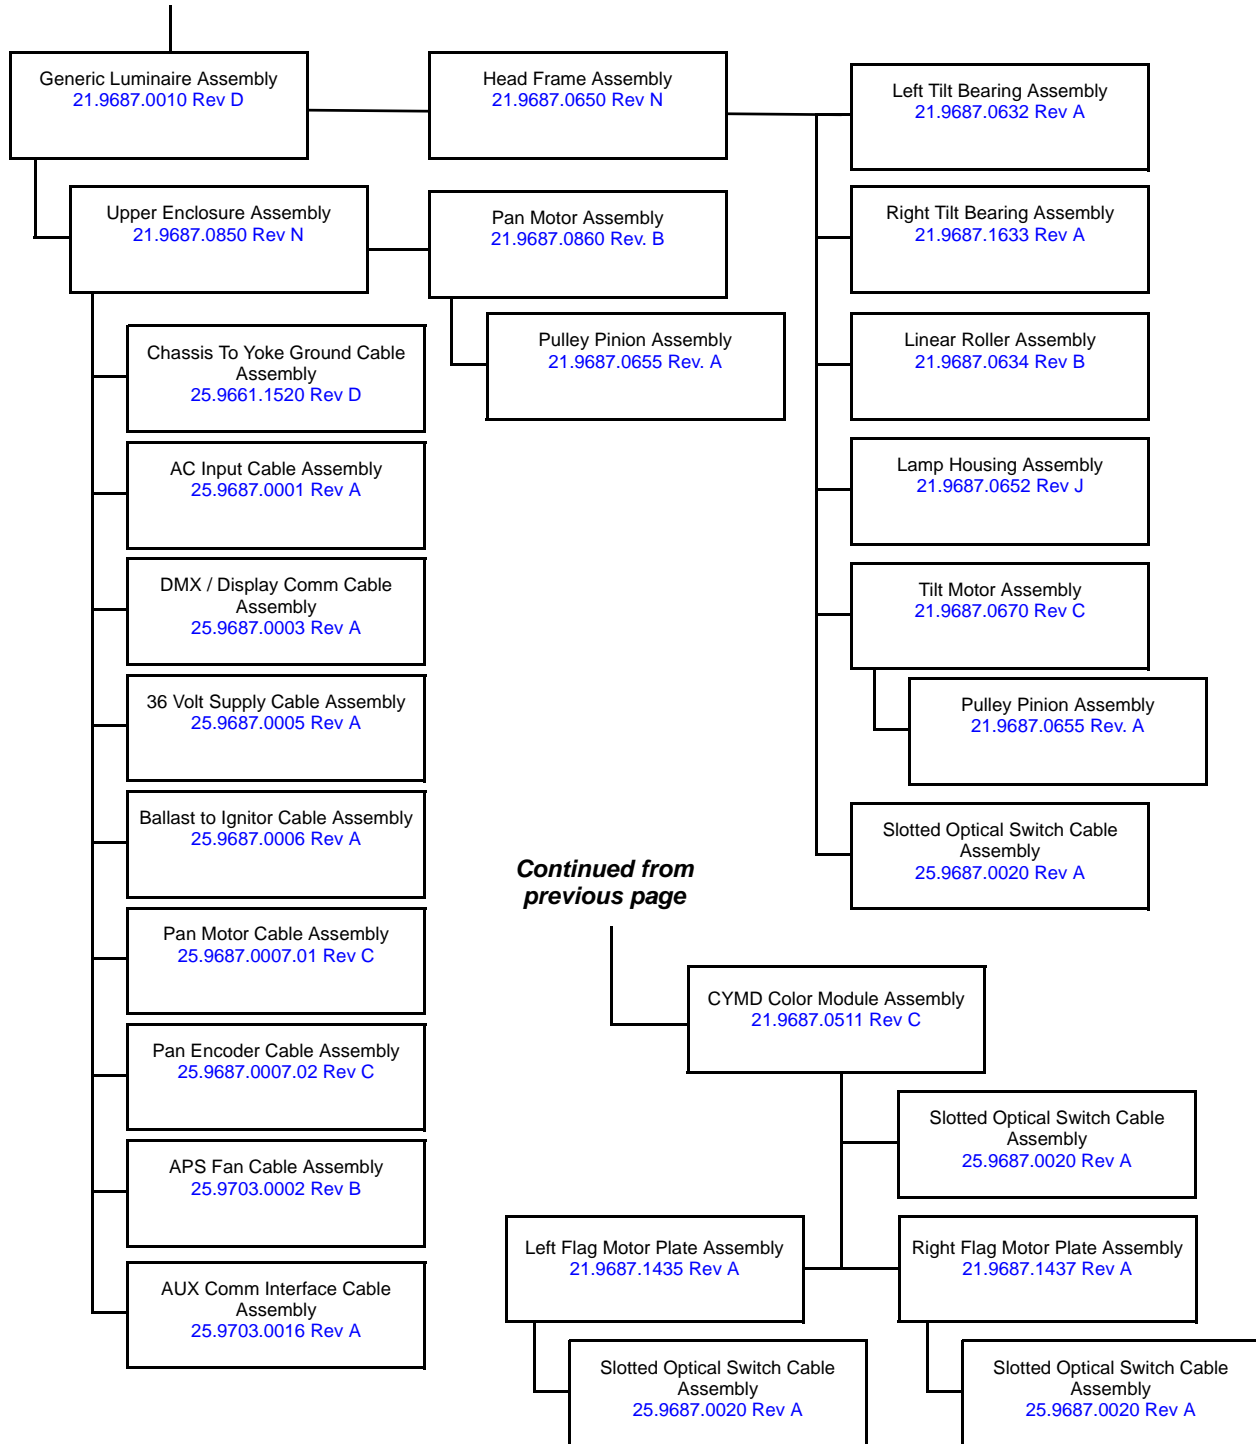 Generic Luminaire Assembly
21.9687.0010 Rev D
Head Frame Assembly
21.9687.0650 Rev N
Left Tilt Bearing Assembly
21.9687.0632 Rev A
Upper Enclosure Assembly
21.9687.0850 Rev N
Pan Motor Assembly
21.9687.0860 Rev. B
Right Tilt Bearing Assembly
21.9687.1633 Rev A
Chassis To Yoke Ground Cable
Assembly
25.9661.1520 Rev D
Pulley Pinion Assembly
21.9687.0655 Rev. A
Linear Roller Assembly
21.9687.0634 Rev B
AC Input Cable Assembly
25.9687.0001 Rev A
Lamp Housing Assembly
21.9687.0652 Rev J
DMX / Display Comm Cable
Assembly
25.9687.0003 Rev A
Tilt Motor Assembly
21.9687.0670 Rev C
36 Volt Supply Cable Assembly
25.9687.0005 Rev A
Pulley Pinion Assembly
21.9687.0655 Rev. A
Ballast to Ignitor Cable Assembly
25.9687.0006 Rev A
Slotted Optical Switch Cable
Assembly
25.9687.0020 Rev A
Continued from
previous page
Pan Motor Cable Assembly
25.9687.0007.01 Rev C
CYMD Color Module Assembly
21.9687.0511 Rev C
Pan Encoder Cable Assembly
25.9687.0007.02 Rev C
Slotted Optical Switch Cable
Assembly
25.9687.0020 Rev A
APS Fan Cable Assembly
25.9703.0002 Rev B
Left Flag Motor Plate Assembly
21.9687.1435 Rev A
Right Flag Motor Plate Assembly
21.9687.1437 Rev A
AUX Comm Interface Cable
Assembly
25.9703.0016 Rev A
Slotted Optical Switch Cable
Assembly
25.9687.0020 Rev A
Slotted Optical Switch Cable
Assembly
25.9687.0020 Rev A